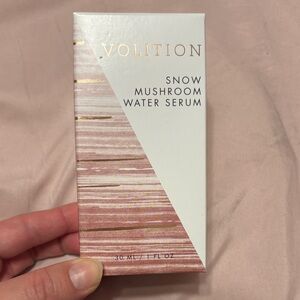 VOLITION
SNOW
MUSHROOM
WATER SERUM
30 ML / 1 FL OZ